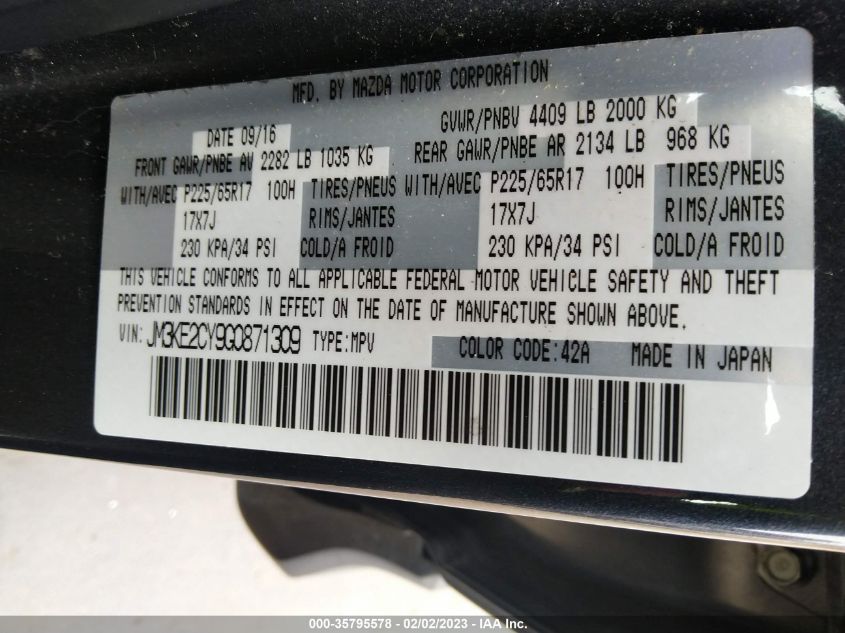 MFD. BY MAZDA MOTOR CORPORATION
DATE 09/16 GVWR/PNBV 4409 LB 2000 KG
FRONT GAWR/PNBE AV 2282 LB 1035 KG REAR GAWR/PNBE AR 2134 LB 968 KG
WITH/AVEC P225/65R17 100H TIRES/PNEUS WITH/AVEC P225/65R17 100H TIRES/PNEUS
17X7J RIMS/JANTES 17X7J RIMS/JANTES
230 KPA/34 PSI COLD/A FROID 230 KPA/34 PSI COLD/A FROID
THIS VEHICLE CONFORMS TO ALL APPLICABLE FEDERAL MOTOR VEHICLE SAFETY AND THEFT
PREVENTION STANDARDS IN EFFECT ON THE DATE OF MANUFACTURE SHOWN ABOVE.
VIN: JM3KE2CY9G0871309 TYPE:MPV COLOR CODE:42A MADE IN JAPAN
000-35795578 - 02/02/2023 - IAA Inc.